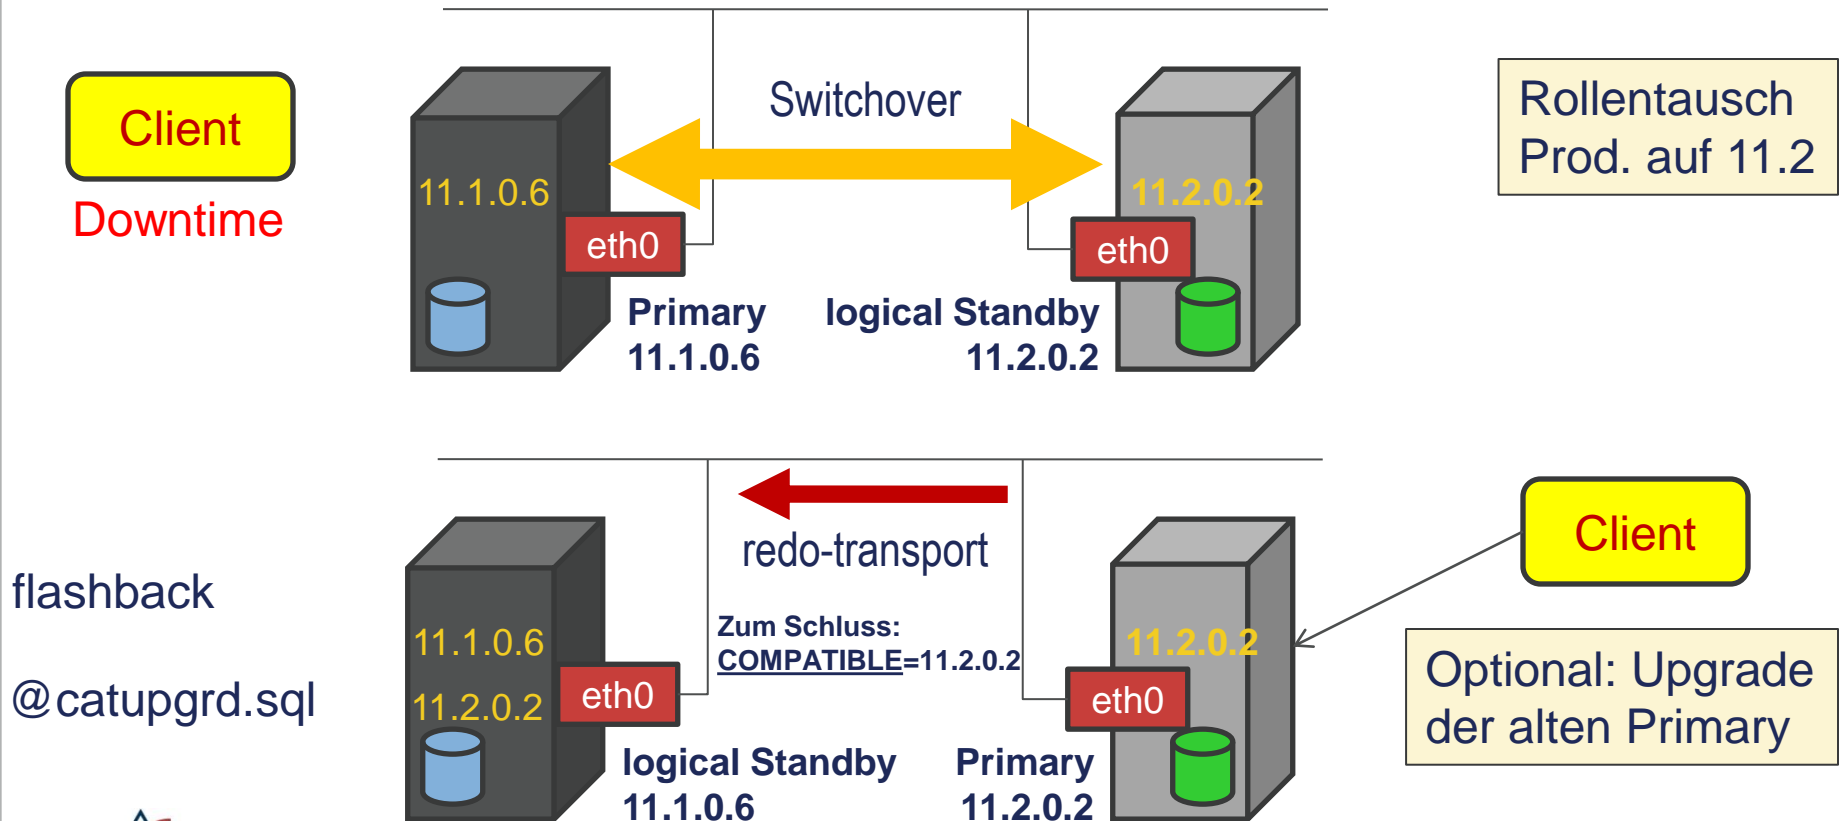 Client
Downtime
11.1.0.6
eth0
Primary
11.1.0.6
Switchover
11.2.0.2
eth0
logical Standby
11.2.0.2
Rollentausch
Prod. auf 11.2
flashback
@catupgrd.sql
11.1.0.6
11.2.0.2
eth0
logical Standby
11.1.0.6
redo-transport
Zum Schluss:
COMPATIBLE=11.2.0.2
11.2.0.2
eth0
Primary
11.2.0.2
Client
Optional: Upgrade
der alten Primary